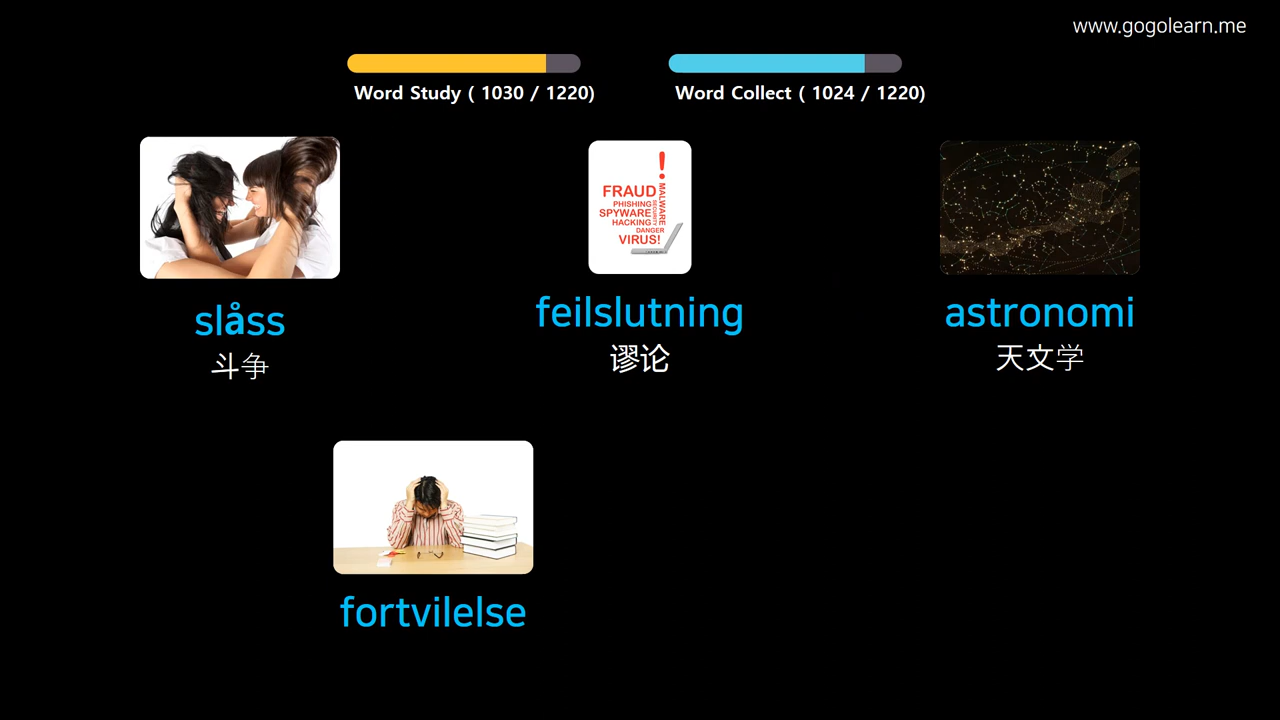 www.gogolearn.me
Word Study ( 1030 / 1220)
Word Collect ( 1024 / 1220)
!
FRAUD
PHISHING
SPYWARE
HACKING
DANGER
VIRUS!
MALWARE
SECURITY
slåss
斗争
feilslutning
谬论
astronomi
天文学
fortvilelse